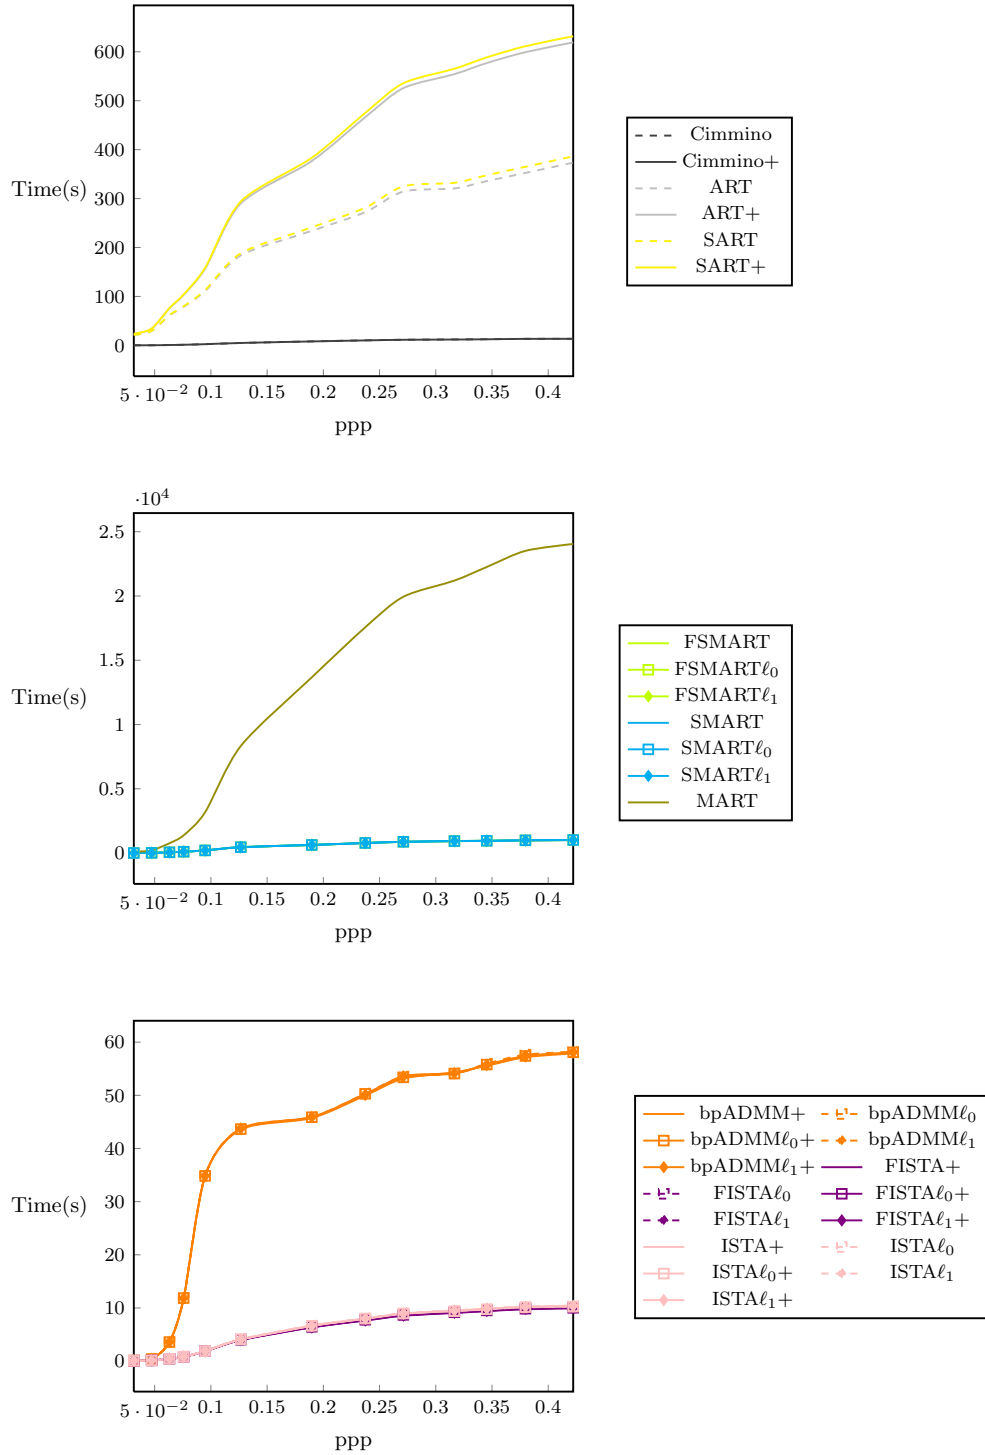 600
500
400
300
200
100
0
Time(s)
5 · 10⁻² 0.1 0.15 0.2 0.25 0.3 0.35 0.4
ppp
Cimmino
Cimmino+
ART
ART+
SART
SART+
·10⁴
2.5
2
1.5
1
0.5
0
Time(s)
5 · 10⁻² 0.1 0.15 0.2 0.25 0.3 0.35 0.4
ppp
FSMART
FSMARTℓ₀
FSMARTℓ₁
SMART
SMARTℓ₀
SMARTℓ₁
MART
60
50
40
30
20
10
0
Time(s)
5 · 10⁻² 0.1 0.15 0.2 0.25 0.3 0.35 0.4
ppp
bpADMM+ bpADMMℓ₀
bpADMMℓ₀+ bpADMMℓ₁
bpADMMℓ₁+ FISTA+
FISTAℓ₀ FISTAℓ₀+
FISTAℓ₁ FISTAℓ₁+
ISTA+ ISTAℓ₀
ISTAℓ₀+ ISTAℓ₁
ISTAℓ₁+